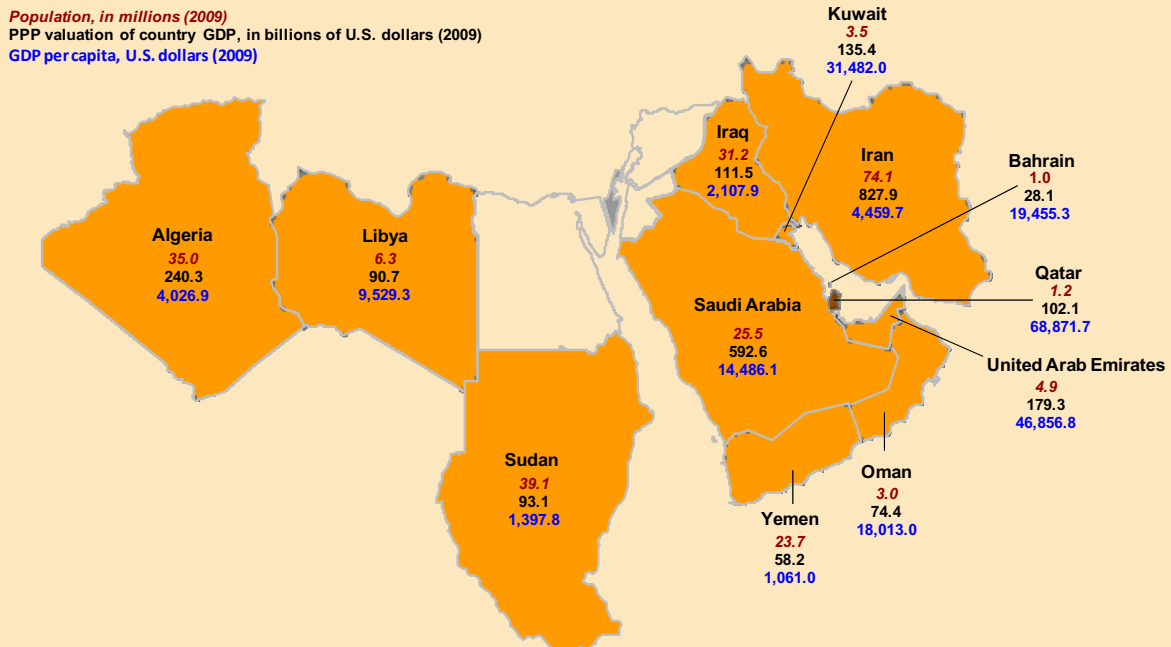 Population, in millions (2009)
PPP valuation of country GDP, in billions of U.S. dollars (2009)
GDP per capita, U.S. dollars (2009)
Kuwait
3.5
135.4
31,482.0
Iraq
31.2
111.5
2,107.9
Iran
74.1
827.9
4,459.7
Bahrain
1.0
28.1
19,455.3
Algeria
35.0
240.3
4,026.9
Libya
6.3
90.7
9,529.3
Saudi Arabia
25.5
592.6
14,486.1
Qatar
1.2
102.1
68,871.7
United Arab Emirates
4.9
179.3
46,856.8
Sudan
39.1
93.1
1,397.8
Oman
3.0
74.4
18,013.0
Yemen
23.7
58.2
1,061.0